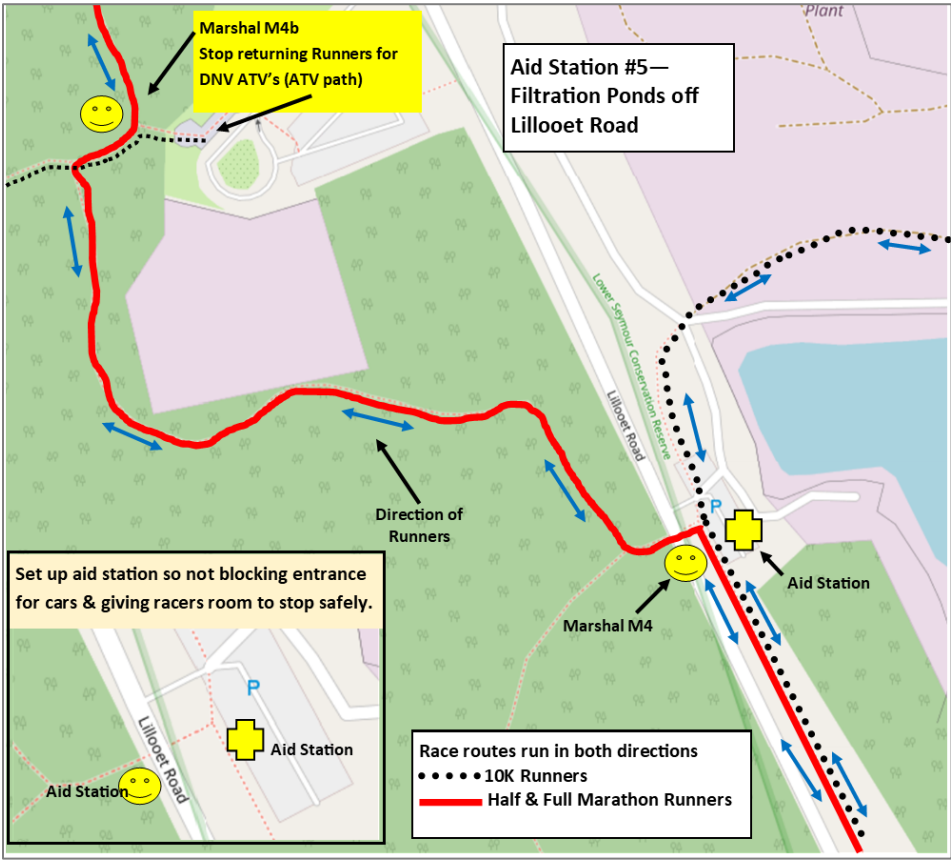 Plant
Marshal M4b
Stop returning Runners for
DNV ATV's (ATV path)
Aid Station #5—
Filtration Ponds off
Lillooet Road
Lower Seymour Conservation Reserve
Lillooet Road
P
Direction of
Runners
Aid Station
Marshal M4
Set up aid station so not blocking entrance
for cars & giving racers room to stop safely.
P
Lillooet Road
Aid Station
Aid Station
Race routes run in both directions
10K Runners
Half & Full Marathon Runners